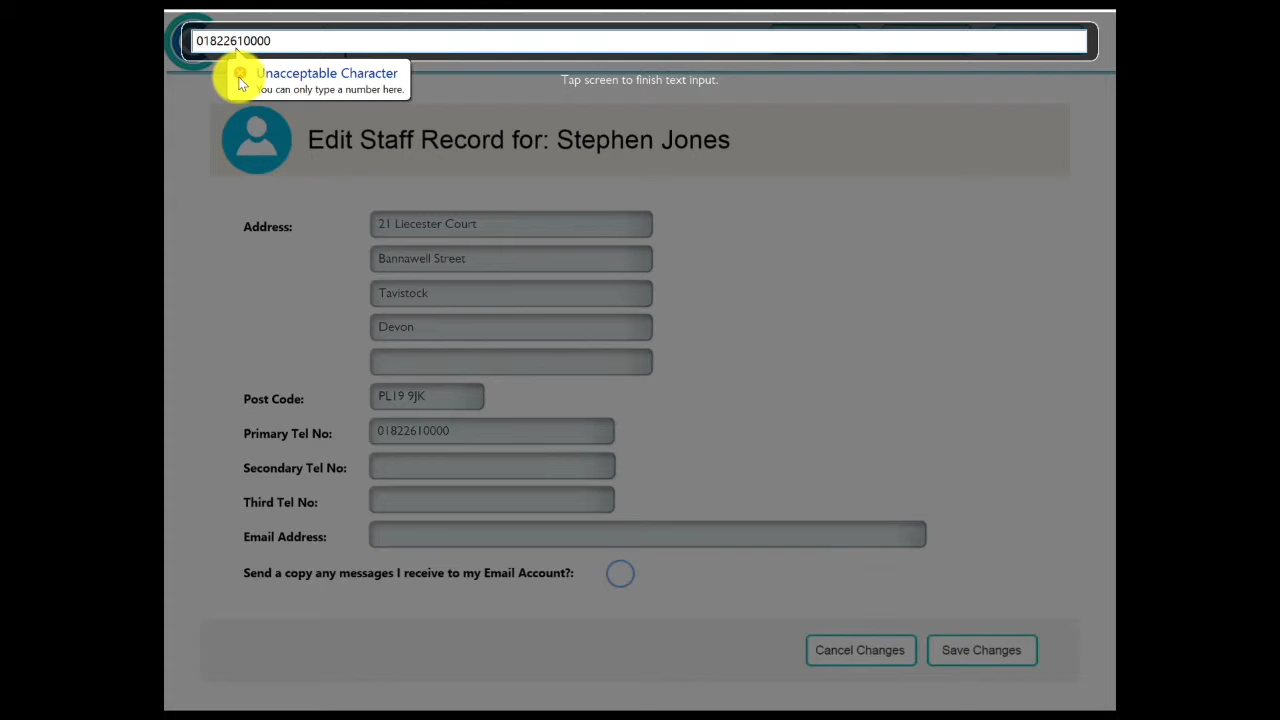 01822610000
Unacceptable Character
You can only type a number here.
Tap screen to finish text input.
Edit Staff Record for: Stephen Jones
Address:
21 Liecester Court
Bannawell Street
Tavistock
Devon
Post Code:
PL19 9JK
Primary Tel No:
01822610000
Secondary Tel No:
Third Tel No:
Email Address:
Send a copy any messages I receive to my Email Account?:
Cancel Changes
Save Changes